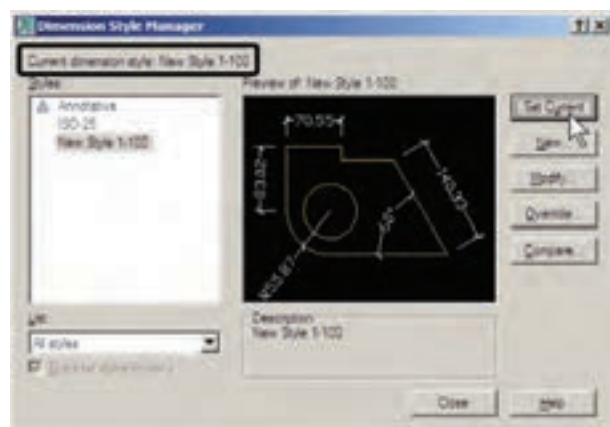 Dimension Style Manager
Current dimension style: New Style 1-100
Styles:
Annotative
ISO-25
New Style 1-100
Preview of: New Style 1-100
Set Current
New...
Modify...
Override...
Compare...
List:
All styles
Description
New Style 1-100
Close
Help